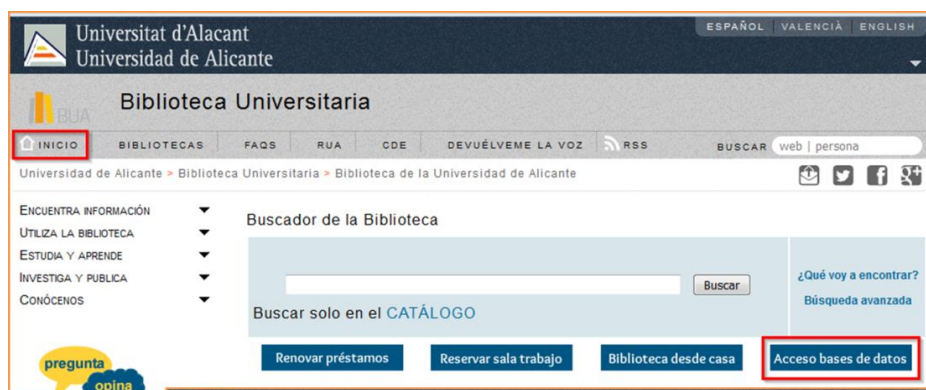 Universitat d'Alacant
Universidad de Alicante
ESPAÑOL VALENCIÀ ENGLISH
BUA
Biblioteca Universitaria
INICIO BIBLIOTECAS FAQS RUA CDE DEVUÉLVEME LA VOZ RSS BUSCAR web | persona
Universidad de Alicante > Biblioteca Universitaria > Biblioteca de la Universidad de Alicante
ENCUENTRA INFORMACIÓN
UTILIZA LA BIBLIOTECA
ESTUDIA Y APRENDE
INVESTIGA Y PUBLICA
CONÓCENOS
Buscador de la Biblioteca
Buscar
Buscar solo en el CATÁLOGO
¿Qué voy a encontrar?
Búsqueda avanzada
Renovar préstamos Reservar sala trabajo Biblioteca desde casa Acceso bases de datos
pregunta
opina